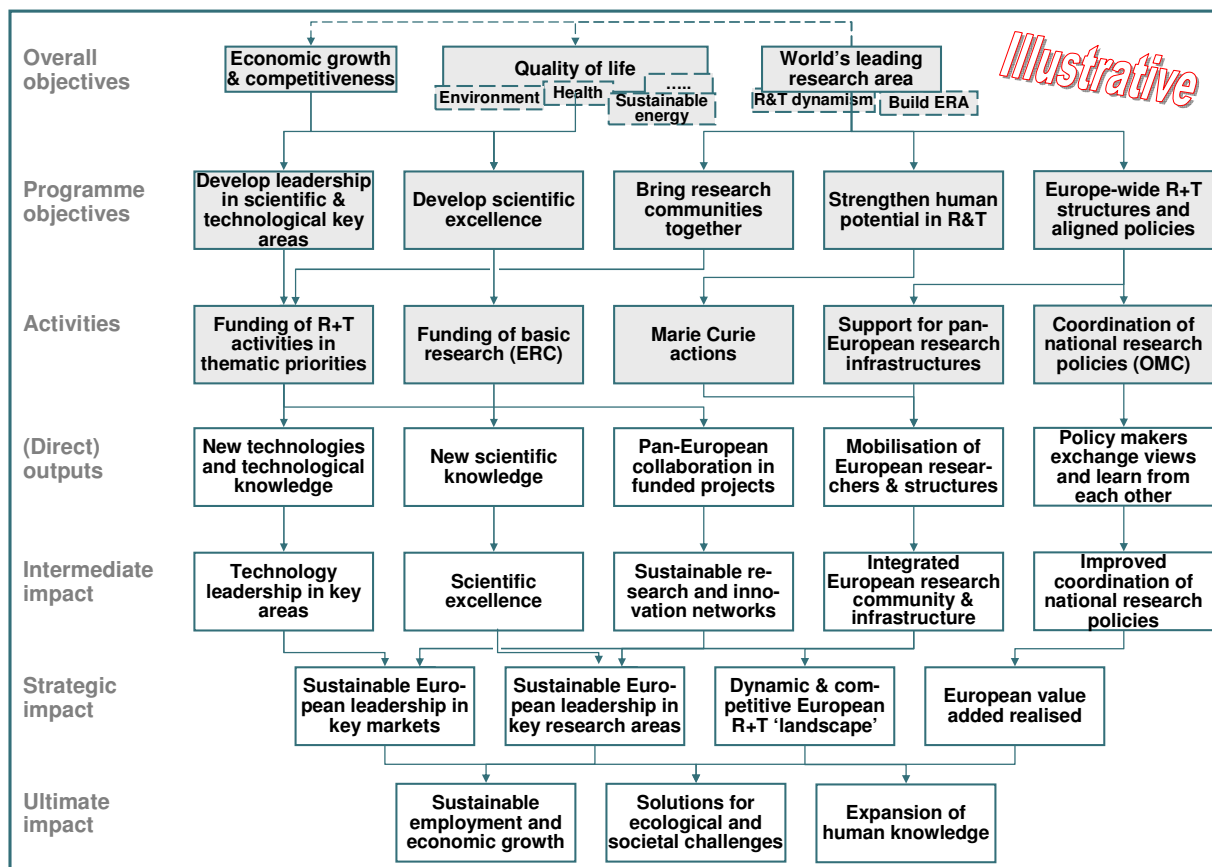 Overall
objectives
Economic growth
& competitiveness
Quality of life
Environment
Health
.....
Sustainable
energy
World's leading
research area
R&T dynamism
Build ERA
Illustrative
Programme
objectives
Develop leadership
in scientific &
technological key
areas
Develop scientific
excellence
Bring research
communities
together
Strengthen human
potential in R&T
Europe-wide R+T
structures and
aligned policies
Activities
Funding of R+T
activities in
thematic priorities
Funding of basic
research (ERC)
Marie Curie
actions
Support for pan-
European research
infrastructures
Coordination of
national research
policies (OMC)
(Direct)
outputs
New technologies
and technological
knowledge
New scientific
knowledge
Pan-European
collaboration in
funded projects
Mobilisation of
European resear-
chers & structures
Policy makers
exchange views
and learn from
each other
Intermediate
impact
Technology
leadership in key
areas
Scientific
excellence
Sustainable re-
search and inno-
vation networks
Integrated
European research
community &
infrastructure
Improved
coordination of
national research
policies
Strategic
impact
Sustainable Euro-
pean leadership in
key markets
Sustainable Euro-
pean leadership in
key research areas
Dynamic & com-
petitive European
R+T ‘landscape’
European value
added realised
Ultimate
impact
Sustainable
employment and
economic growth
Solutions for
ecological and
societal challenges
Expansion of
human knowledge